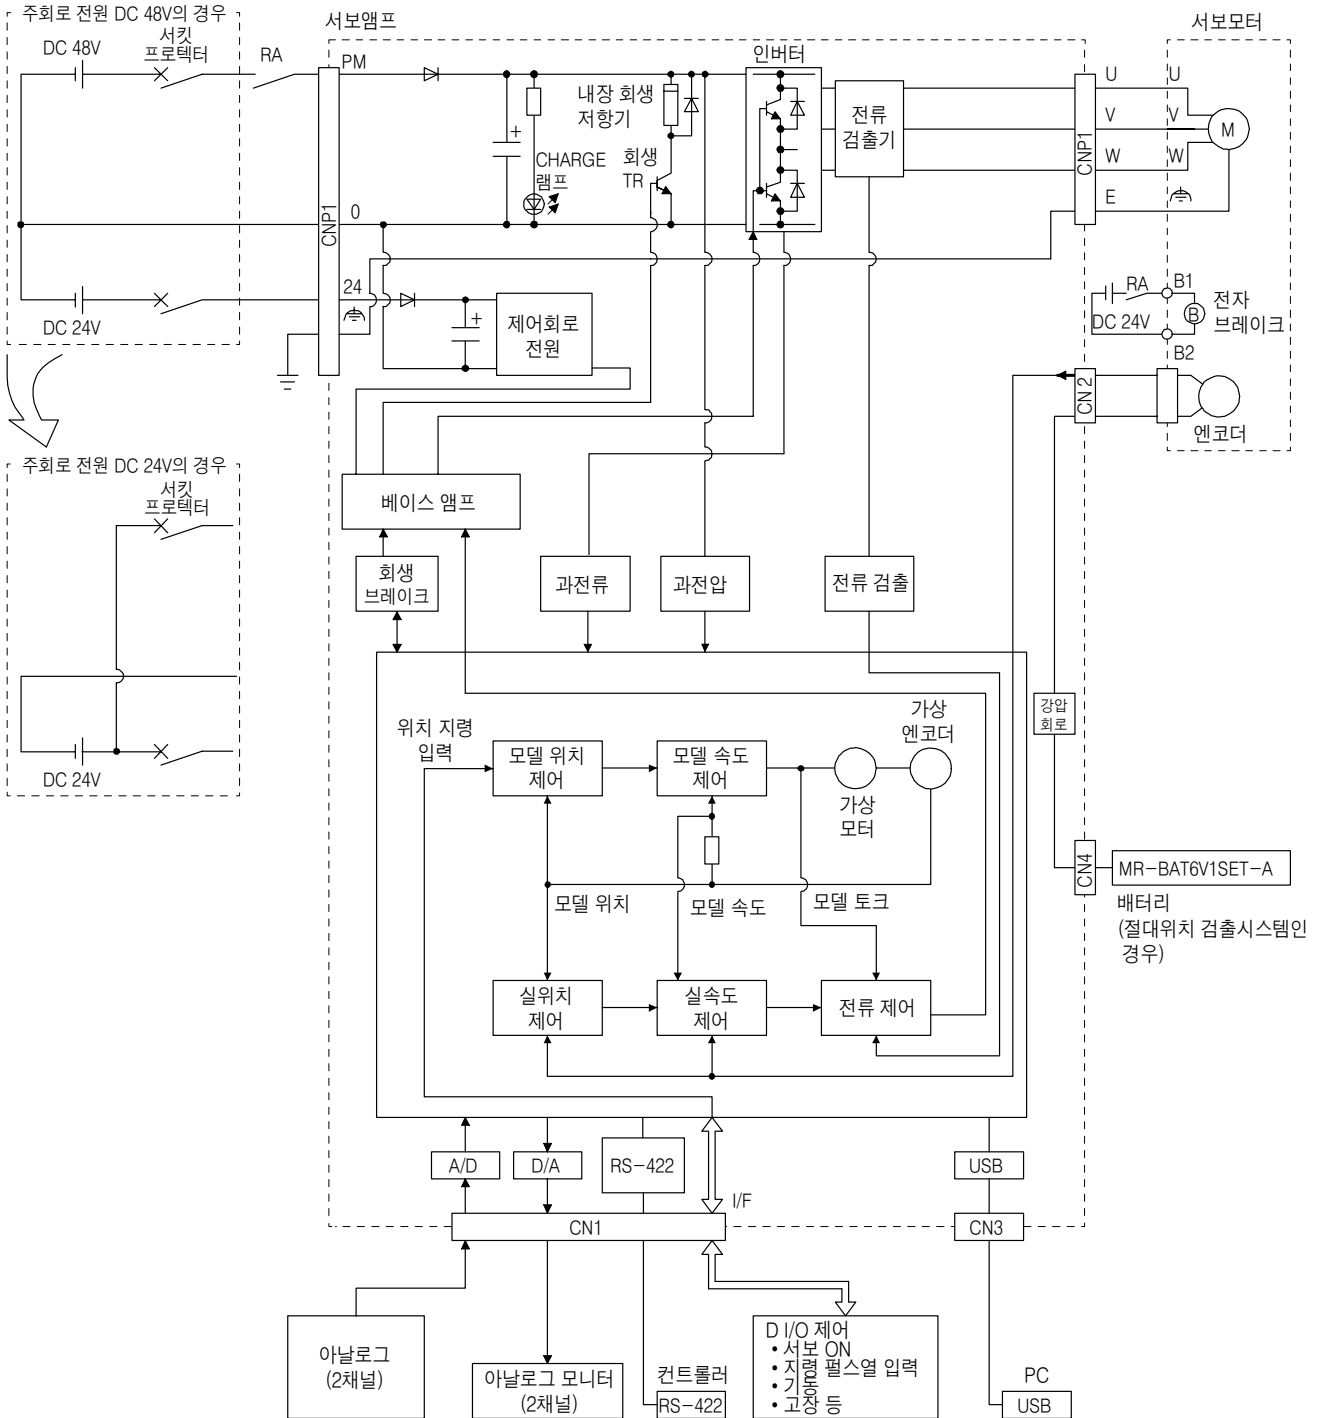 주회로 전원 DC 48V의 경우
서보앰프
서보모터
DC 48V
서킷
프로텍터
RA
PM
인버터
내장 회생
저항기
전류
검출기
U
V
W
E
CNP1
U
V
W
M
+
CHARGE
램프
회생
TR
CNP1
0
24
+
제어회로
전원
DC 24V
RA
DC 24V
B1
B
B2
전자
브레이크
CN 2
엔코더
주회로 전원 DC 24V의 경우
서킷
프로텍터
DC 24V
베이스 앰프
회생
브레이크
과전류
과전압
전류 검출
강압
회로
위치 지령
입력
모델 위치
제어
모델 속도
제어
가상
엔코더
가상
모터
모델 위치
모델 속도
모델 토크
실위치
제어
실속도
제어
전류 제어
CN4
MR-BAT6V1SET-A
배터리
(절대위치 검출시스템인
경우)
A/D
D/A
RS-422
USB
I/F
CN1
CN3
아날로그
(2채널)
아날로그 모니터
(2채널)
컨트롤러
RS-422
D I/O 제어
• 서보 ON
• 지령 펄스열 입력
• 기동
• 고장 등
PC
USB